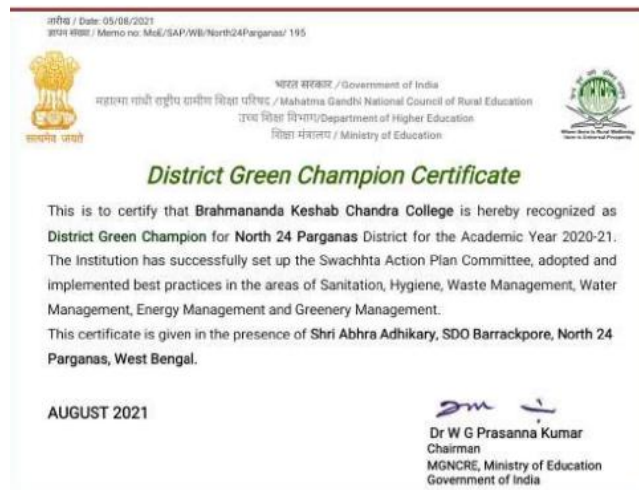 तारीख / Date: 05/08/2021
ज्ञापन संख्या / Memo no: MoE/SAP/WB/North24Parganas/ 195
भारत सरकार / Government of India
महात्मा गांधी राष्ट्रीय ग्रामीण शिक्षा परिषद / Mahatma Gandhi National Council of Rural Education
उच्च शिक्षा विभाग/Department of Higher Education
शिक्षा मंत्रालय / Ministry of Education
सत्यमेव जयते
MGNCRE
District Green Champion Certificate
This is to certify that Brahmananda Keshab Chandra College is hereby recognized as
District Green Champion for North 24 Parganas District for the Academic Year 2020-21.
The Institution has successfully set up the Swachhta Action Plan Committee, adopted and
implemented best practices in the areas of Sanitation, Hygiene, Waste Management, Water
Management, Energy Management and Greenery Management.
This certificate is given in the presence of Shri Abhra Adhikary, SDO Barrackpore, North 24
Parganas, West Bengal.
AUGUST 2021
Dr W G Prasanna Kumar
Chairman
MGNCRE, Ministry of Education
Government of India